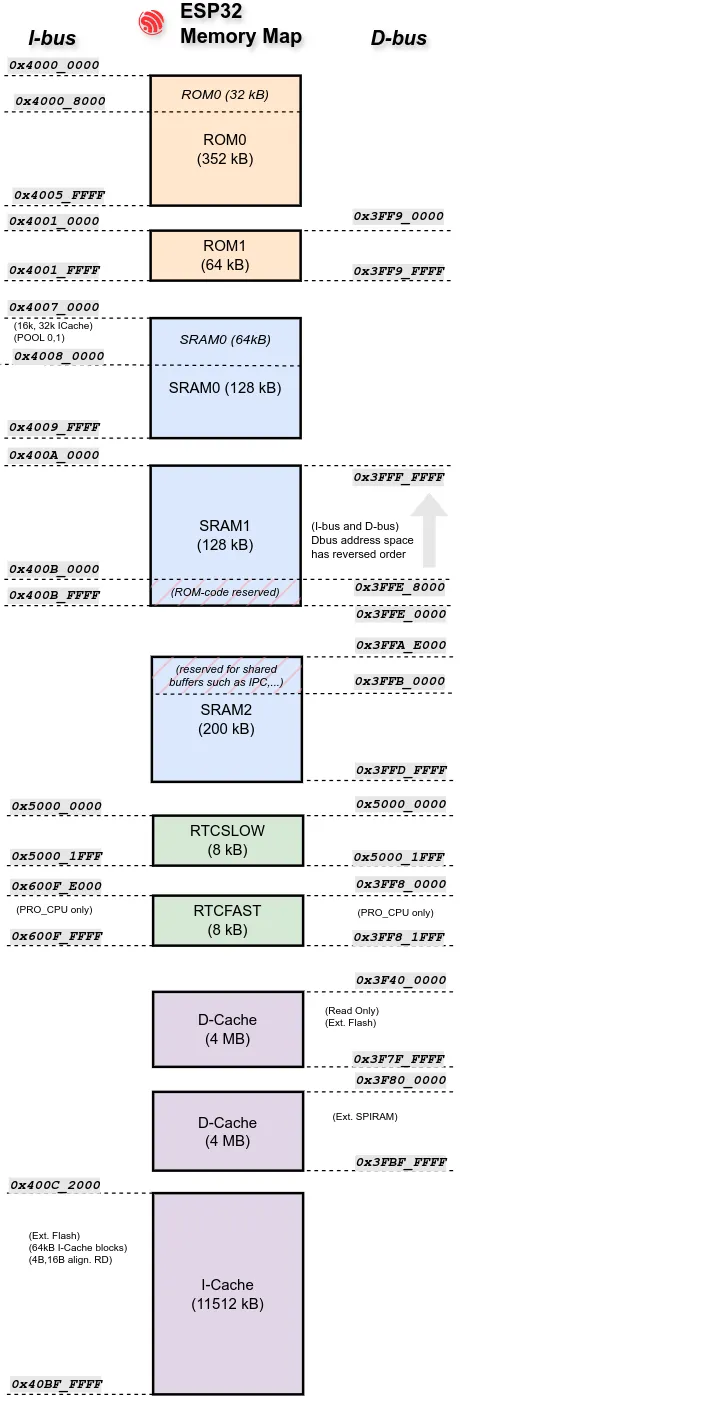 ESP32
Memory Map
I-bus
D-bus
0x4000_0000
ROM0 (32 kB)
0x4000_8000
ROM0
(352 kB)
0x4005_FFFF
0x4001_0000
0x3FF9_0000
ROM1
(64 kB)
0x4001_FFFF
0x3FF9_FFFF
0x4007_0000
(16k, 32k ICache)
(POOL 0,1)
SRAM0 (64kB)
0x4008_0000
SRAM0 (128 kB)
0x4009_FFFF
0x400A_0000
0x3FFF_FFFF
SRAM1
(128 kB)
(I-bus and D-bus)
Dbus address space
has reversed order
0x400B_0000
0x3FFE_8000
(ROM-code reserved)
0x400B_FFFF
0x3FFE_0000
0x3FFA_E000
(reserved for shared
buffers such as IPC,...)
0x3FFB_0000
SRAM2
(200 kB)
0x3FFD_FFFF
0x5000_0000
0x5000_0000
RTCSLOW
(8 kB)
0x5000_1FFF
0x5000_1FFF
0x600F_E000
0x3FF8_0000
(PRO_CPU only)
RTCFAST
(8 kB)
(PRO_CPU only)
0x600F_FFFF
0x3FF8_1FFF
0x3F40_0000
D-Cache
(4 MB)
(Read Only)
(Ext. Flash)
0x3F7F_FFFF
0x3F80_0000
D-Cache
(4 MB)
(Ext. SPIRAM)
0x3FBF_FFFF
0x400C_2000
(Ext. Flash)
(64kB I-Cache blocks)
(4B,16B align. RD)
I-Cache
(11512 kB)
0x40BF_FFFF